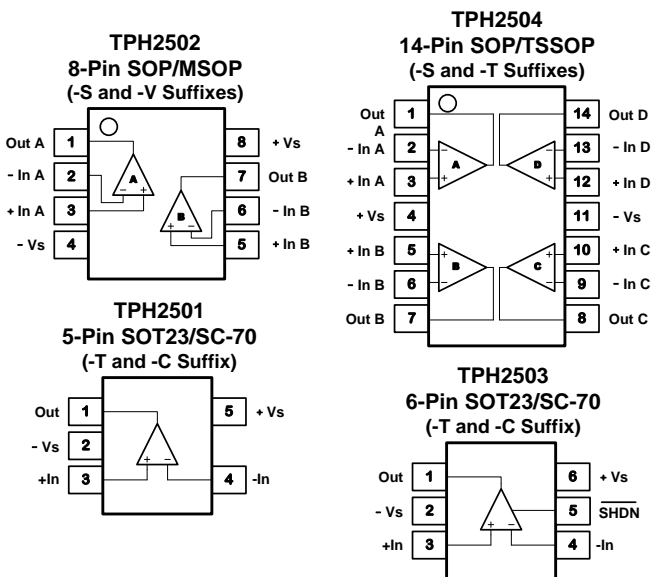 TPH2502
8-Pin SOP/MSOP
(-S and -V Suffixes)
Out A 1 8 + Vs
- In A 2 A 7 Out B
+ In A 3 - + B 6 - In B
- Vs 4 + - 5 + In B
TPH2504
14-Pin SOP/TSSOP
(-S and -T Suffixes)
Out A 1 14 Out D
- In A 2 - A D - 13 - In D
+ In A 3 + + 12 + In D
+ Vs 4 11 - Vs
+ In B 5 + B C + 10 + In C
- In B 6 - - 9 - In C
Out B 7 8 Out C
TPH2501
5-Pin SOT23/SC-70
(-T and -C Suffix)
Out 1 5 + Vs
- Vs 2
+In 3 + - 4 -In
TPH2503
6-Pin SOT23/SC-70
(-T and -C Suffix)
Out 1 6 + Vs
- Vs 2 5 SHDN
+In 3 + - 4 -In